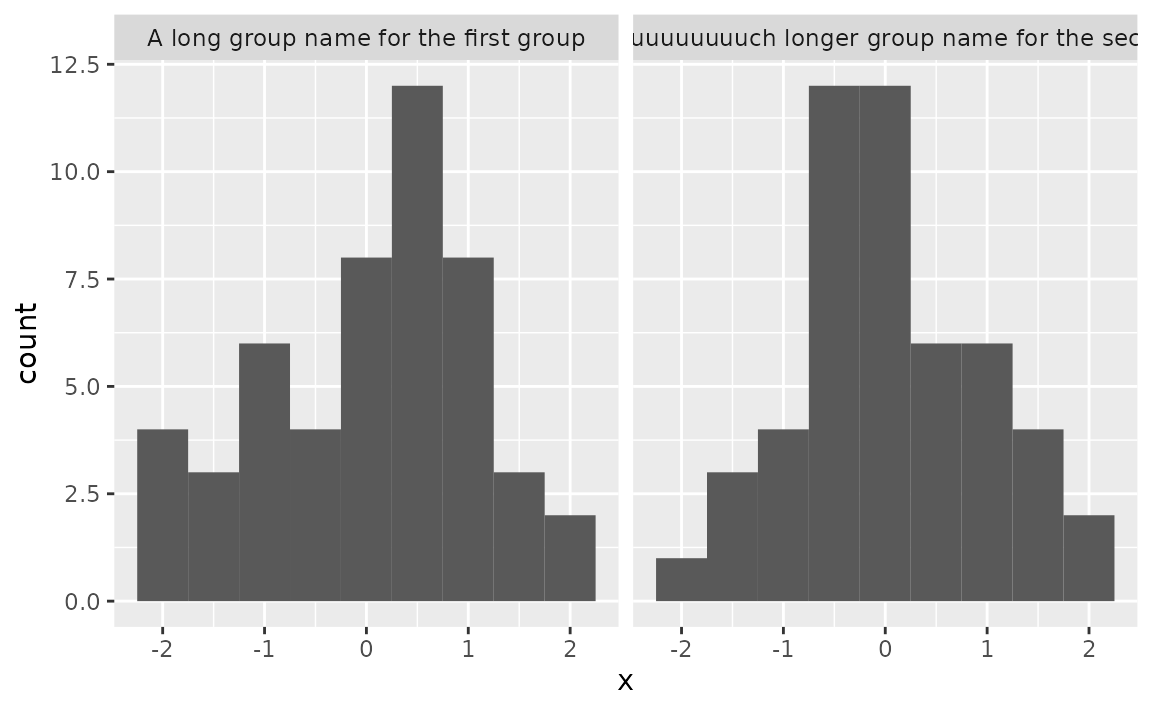 A long group name for the first group
uuuuuuuuch longer group name for the sec
12.5
10.0
7.5
5.0
2.5
0.0
count
-2 -1 0 1 2
-2 -1 0 1 2
x